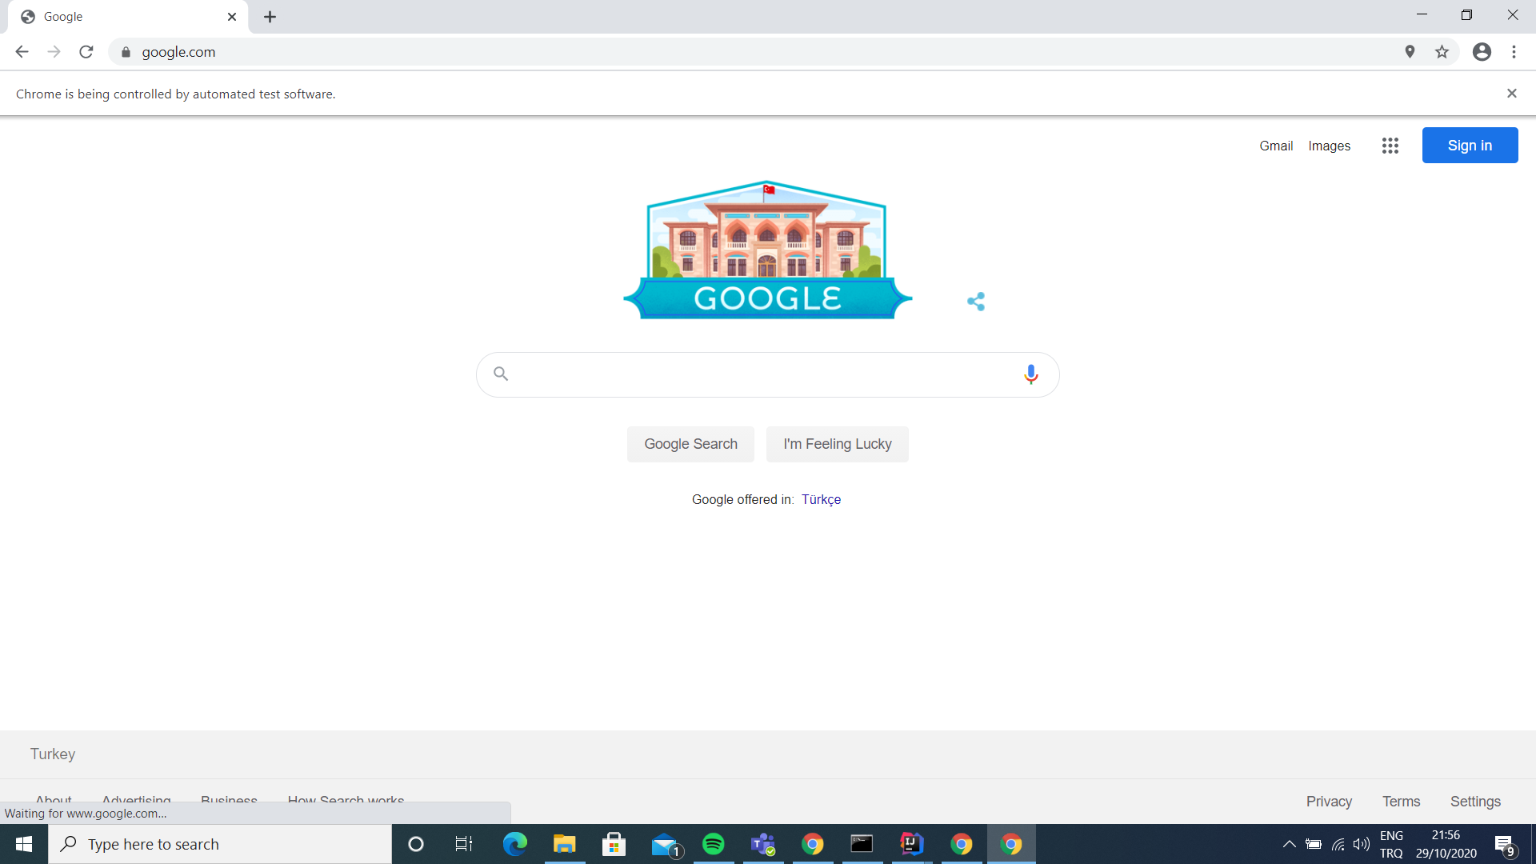 Google
google.com
Chrome is being controlled by automated test software.
Gmail Images Sign in
GOOGLE
Google Search I'm Feeling Lucky
Google offered in: Türkçe
Turkey
About Advertising Business How Search works Privacy Terms Settings
Waiting for www.google.com...
Type here to search
1
ENG
TRQ
21:56
29/10/2020
9